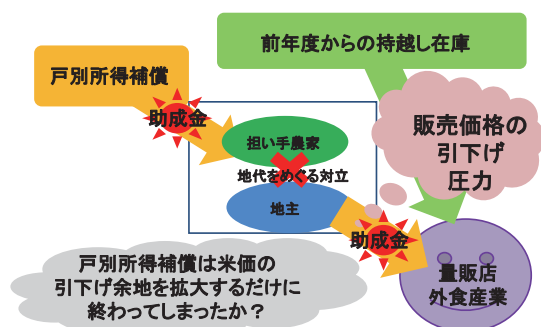 前年度からの持越し在庫
戸別所得補償
助成金
担い手農家
地代をめぐる対立
地主
販売価格の
引下げ
圧力
助成金
量販店
外食産業
戸別所得補償は米価の
引下げ余地を拡大するだけに
終わってしまったか？